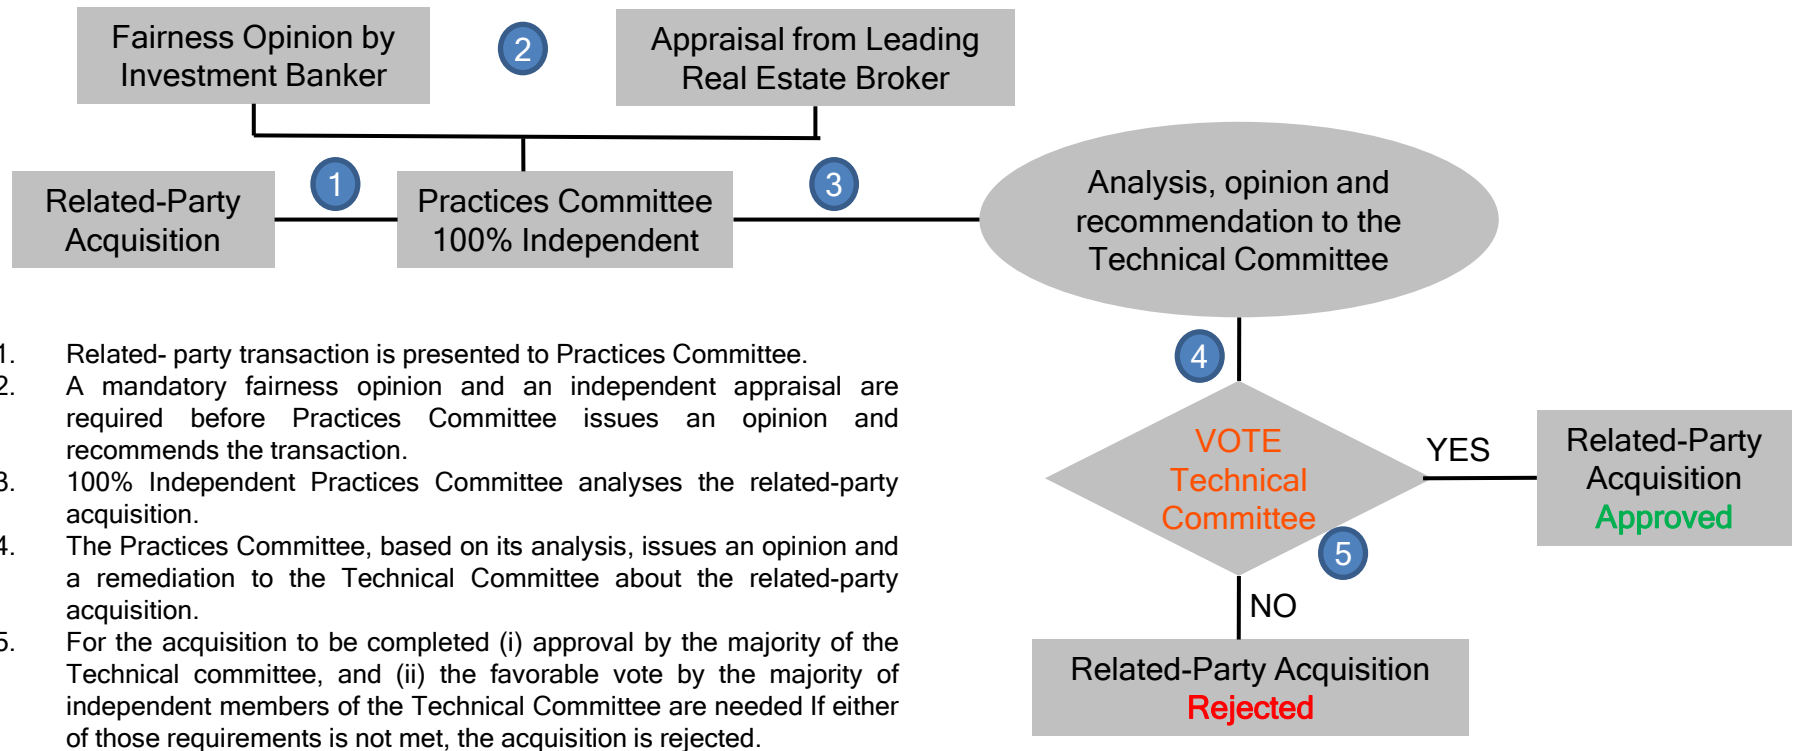 Fairness Opinion by
Investment Banker
2
Appraisal from Leading
Real Estate Broker
Related-Party
Acquisition
1
Practices Committee
100% Independent
3
Analysis, opinion and
recommendation to the
Technical Committee
1. Related- party transaction is presented to Practices Committee.
2. A mandatory fairness opinion and an independent appraisal are
required before Practices Committee issues an opinion and
recommends the transaction.
3. 100% Independent Practices Committee analyses the related-party
acquisition.
4. The Practices Committee, based on its analysis, issues an opinion and
a remediation to the Technical Committee about the related-party
acquisition.
5. For the acquisition to be completed (i) approval by the majority of the
Technical committee, and (ii) the favorable vote by the majority of
independent members of the Technical Committee are needed If either
of those requirements is not met, the acquisition is rejected.
4
VOTE
Technical
Committee
5
YES
Related-Party
Acquisition
Approved
NO
Related-Party Acquisition
Rejected